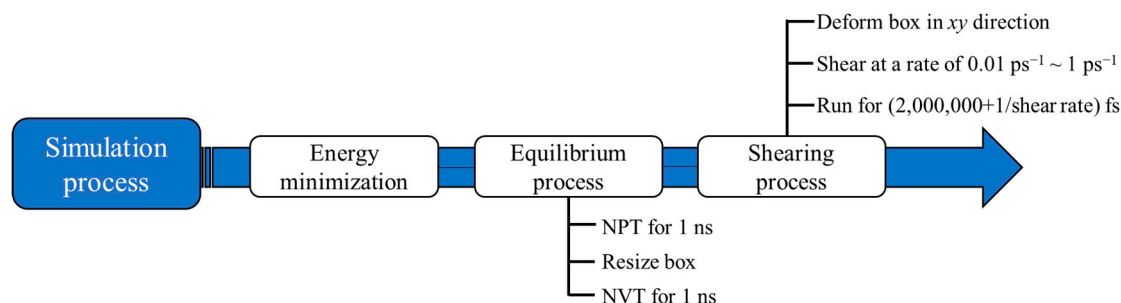 Deform box in xy direction
Shear at a rate of 0.01 ps⁻¹ ~ 1 ps⁻¹
Run for (2,000,000+1/shear rate) fs
Simulation
process
Energy
minimization
Equilibrium
process
Shearing
process
NPT for 1 ns
Resize box
NVT for 1 ns